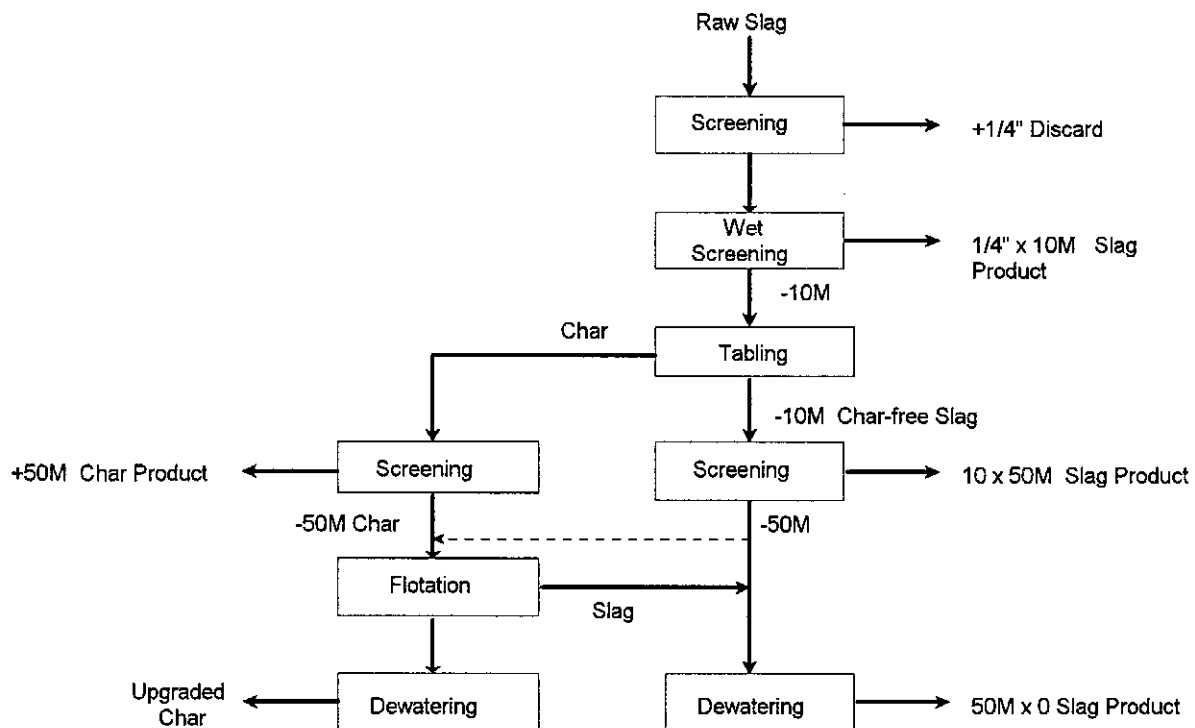 Raw Slag
Screening
+1/4" Discard
Wet
Screening
1/4" x 10M Slag
Product
-10M
Char
Tabling
-10M Char-free Slag
+50M Char Product
Screening
Screening
10 x 50M Slag Product
-50M Char
-50M
Flotation
Slag
Upgraded
Char
Dewatering
Dewatering
50M x 0 Slag Product